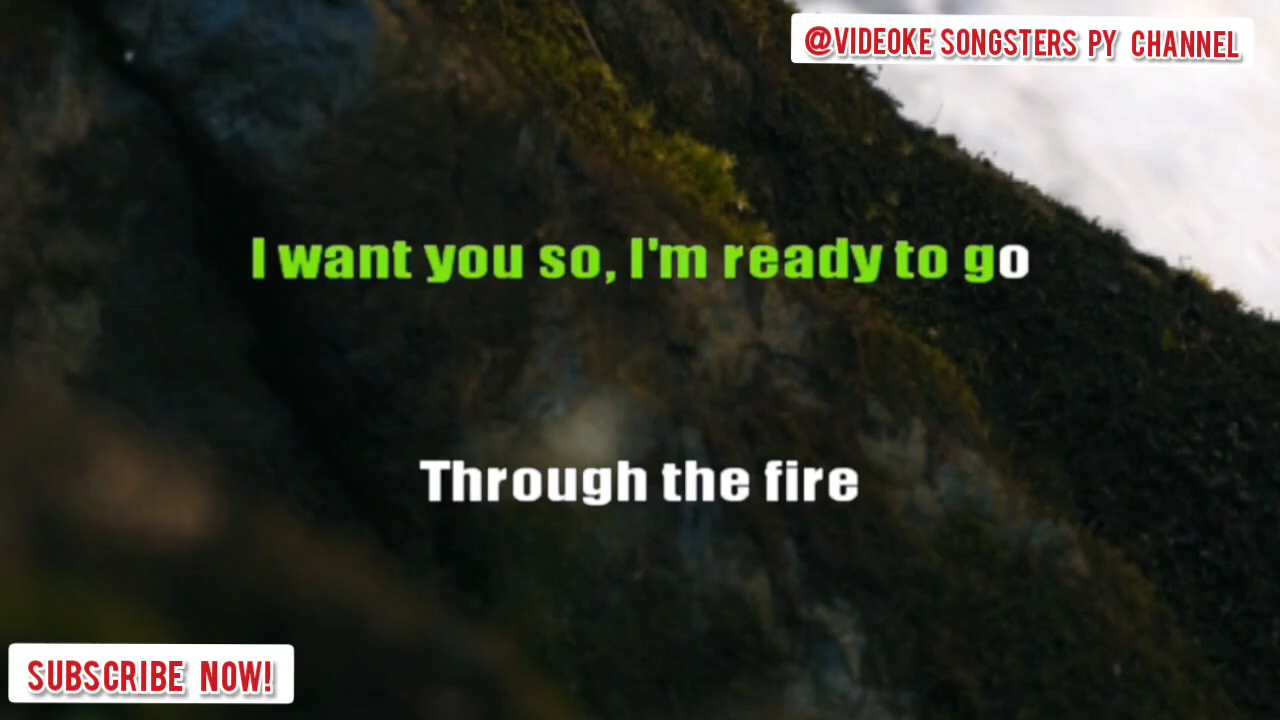 @VIDEOKE SONGSTERS PY CHANNEL
I want you so, I'm ready to go
Through the fire
SUBSCRIBE NOW!